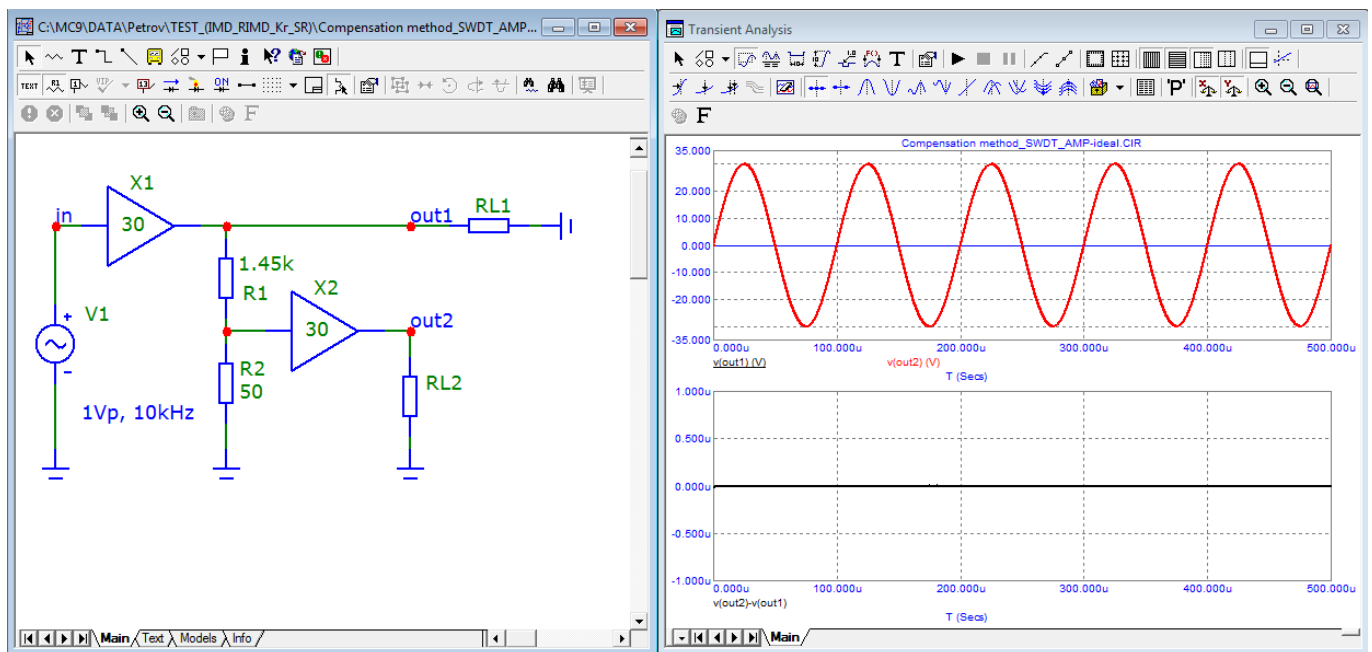 C:\MC9\DATA\Petrov\TEST_(IMD_RIMD_Kr_SR)\Compensation method_SWDT_AMP...
X1
in
30
out1
RL1
1.45k
R1
X2
V1
30
out2
R2
50
RL2
1Vp, 10kHz
Main Text Models Info
Transient Analysis
Compensation method_SWDT_AMP-ideal.CIR
35.000
20.000
10.000
0.000
-10.000
-20.000
-35.000
0.000u 100.000u 200.000u 300.000u 400.000u 500.000u
v(out1) (V) v(out2) (V)
T (Secs)
1.000u
0.500u
0.000u
-0.500u
-1.000u
0.000u 100.000u 200.000u 300.000u 400.000u 500.000u
v(out2)-v(out1)
T (Secs)
Main